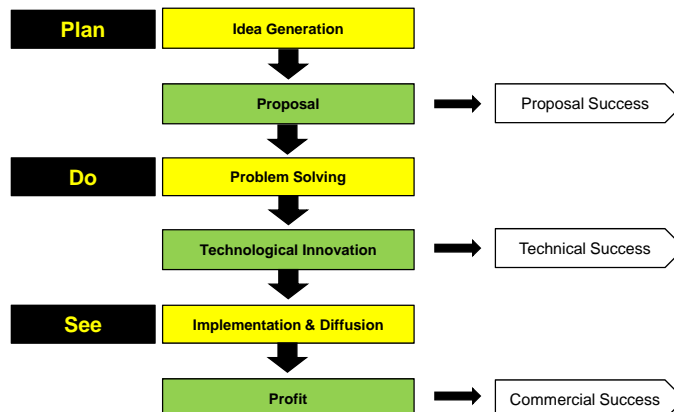 Plan
Idea Generation
Proposal
Proposal Success
Do
Problem Solving
Technological Innovation
Technical Success
See
Implementation & Diffusion
Profit
Commercial Success